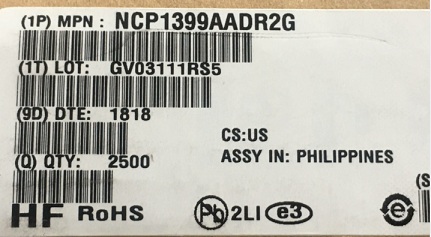 (1P) MPN : NCP1399AADR2G
(1T) LOT: GV03111RS5
(9D) DTE: 1818
CS:US
(Q) QTY: 2500
ASSY IN: PHILIPPINES
(S
HF RoHS Pb 2LI e3 e